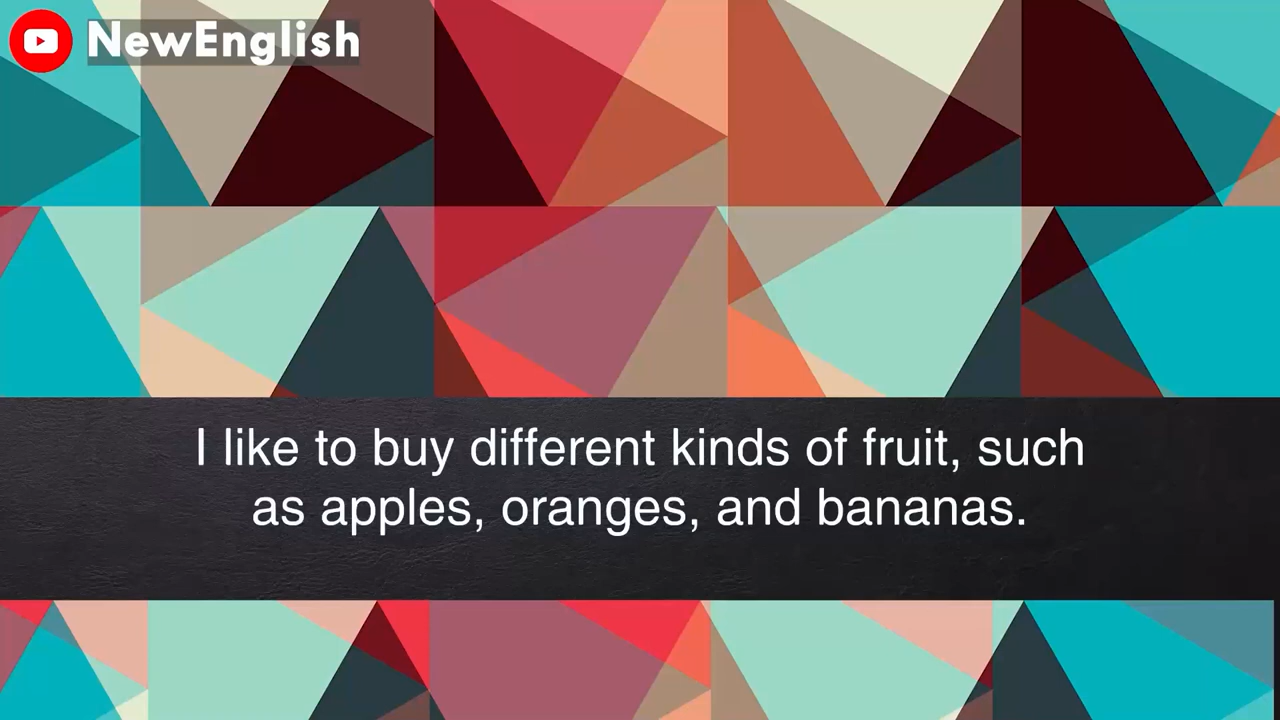 NewEnglish
I like to buy different kinds of fruit, such
as apples, oranges, and bananas.